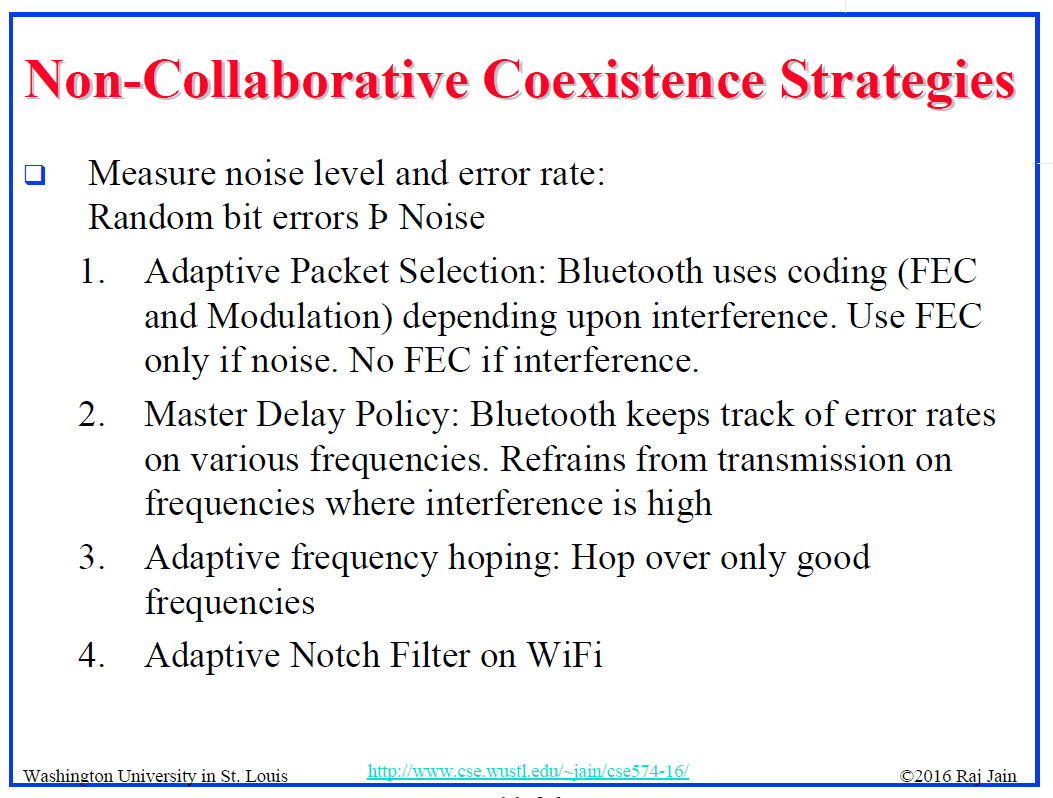 Non-Collaborative Coexistence Strategies
Measure noise level and error rate:
Random bit errors Þ Noise
1. Adaptive Packet Selection: Bluetooth uses coding (FEC
and Modulation) depending upon interference. Use FEC
only if noise. No FEC if interference.
2. Master Delay Policy: Bluetooth keeps track of error rates
on various frequencies. Refrains from transmission on
frequencies where interference is high
3. Adaptive frequency hoping: Hop over only good
frequencies
4. Adaptive Notch Filter on WiFi
Washington University in St. Louis
http://www.cse.wustl.edu/~jain/cse574-16/
©2016 Raj Jain